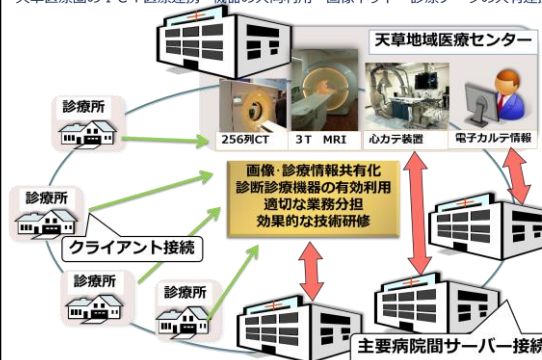 天草地域医療センター
256列CT
3T MRI
心カテ装置
電子カルテ情報
診療所
画像・診療情報共有化
診断診療機器の有効利用
適切な業務分担
効果的な技術研修
診療所
クライアント接続
診療所
診療所
主要病院間サーバー接続